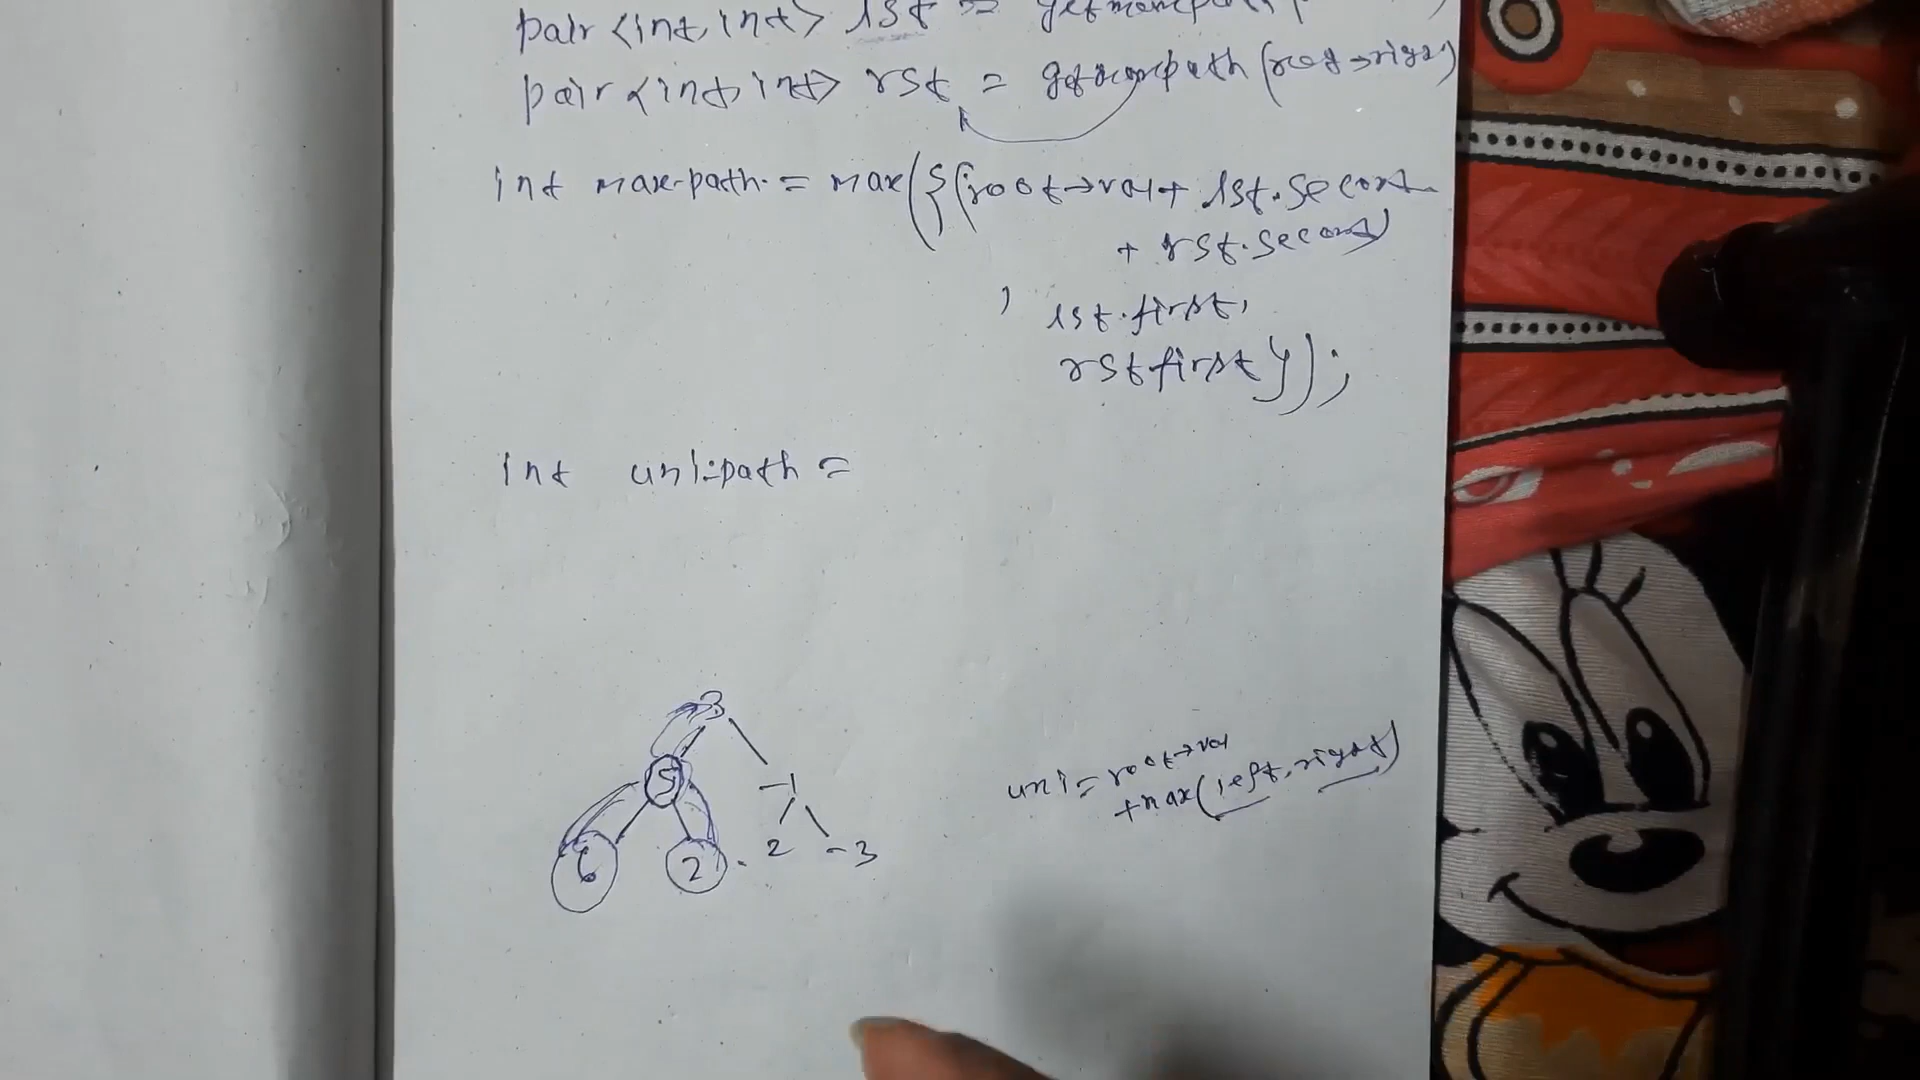 pair <int, int> lst =
pair <int, int> rst = getmaxpath (root→right)
int max-path = max({(root→val + lst.second
+ rst.second)
, lst.first,
rst.first});
int uni-path =
3
5 -1
6 2 2 -3
uni = root→val
+max(left, right)